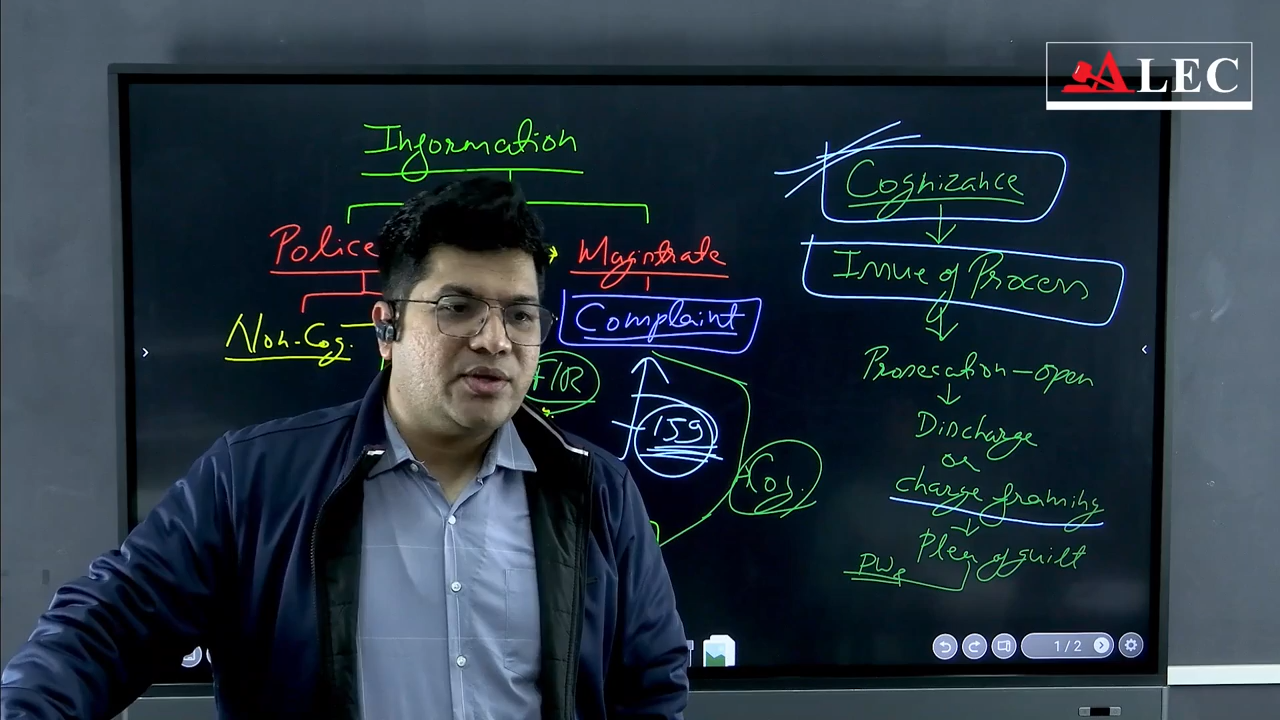 ALEC
Information
Police
Magistrate
Non-Cog.
Complaint
FIR
159
Cog.
Cognizance
Issue of Process
Prosecution-open
Discharge
or
charge framing
Plea of guilt
PWs
1/2